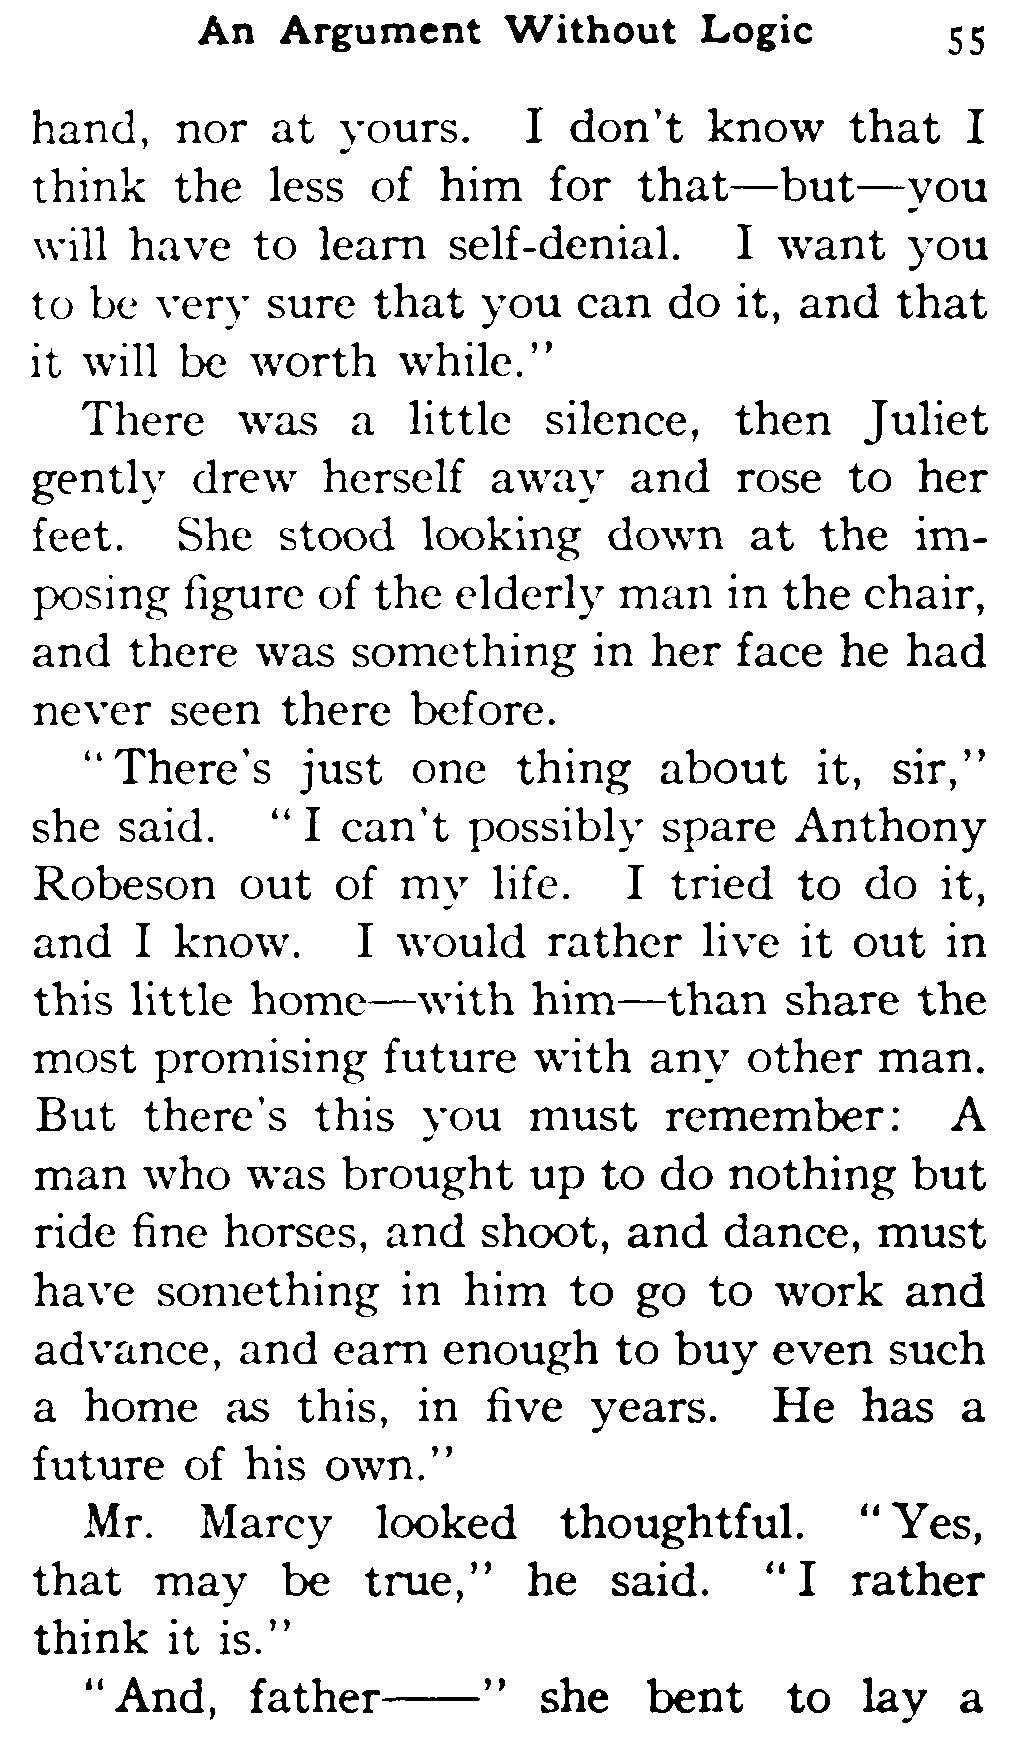 An Argument Without Logic 55
hand, nor at yours. I don't know that I
think the less of him for that—but—you
will have to learn self-denial. I want you
to be very sure that you can do it, and that
it will be worth while."
There was a little silence, then Juliet
gently drew herself away and rose to her
feet. She stood looking down at the im-
posing figure of the elderly man in the chair,
and there was something in her face he had
never seen there before.
"There's just one thing about it, sir,"
she said. "I can't possibly spare Anthony
Robeson out of my life. I tried to do it,
and I know. I would rather live it out in
this little home—with him—than share the
most promising future with any other man.
But there's this you must remember: A
man who was brought up to do nothing but
ride fine horses, and shoot, and dance, must
have something in him to go to work and
advance, and earn enough to buy even such
a home as this, in five years. He has a
future of his own."
Mr. Marcy looked thoughtful. "Yes,
that may be true," he said. "I rather
think it is."
"And, father——" she bent to lay a